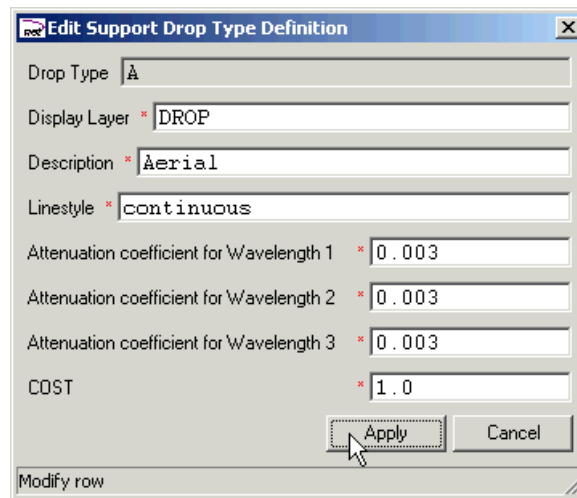 Edit Support Drop Type Definition
Drop Type A
Display Layer * DROP
Description * Aerial
Linestyle * continuous
Attenuation coefficient for Wavelength 1 * 0.003
Attenuation coefficient for Wavelength 2 * 0.003
Attenuation coefficient for Wavelength 3 * 0.003
COST * 1.0
Apply Cancel
Modify row